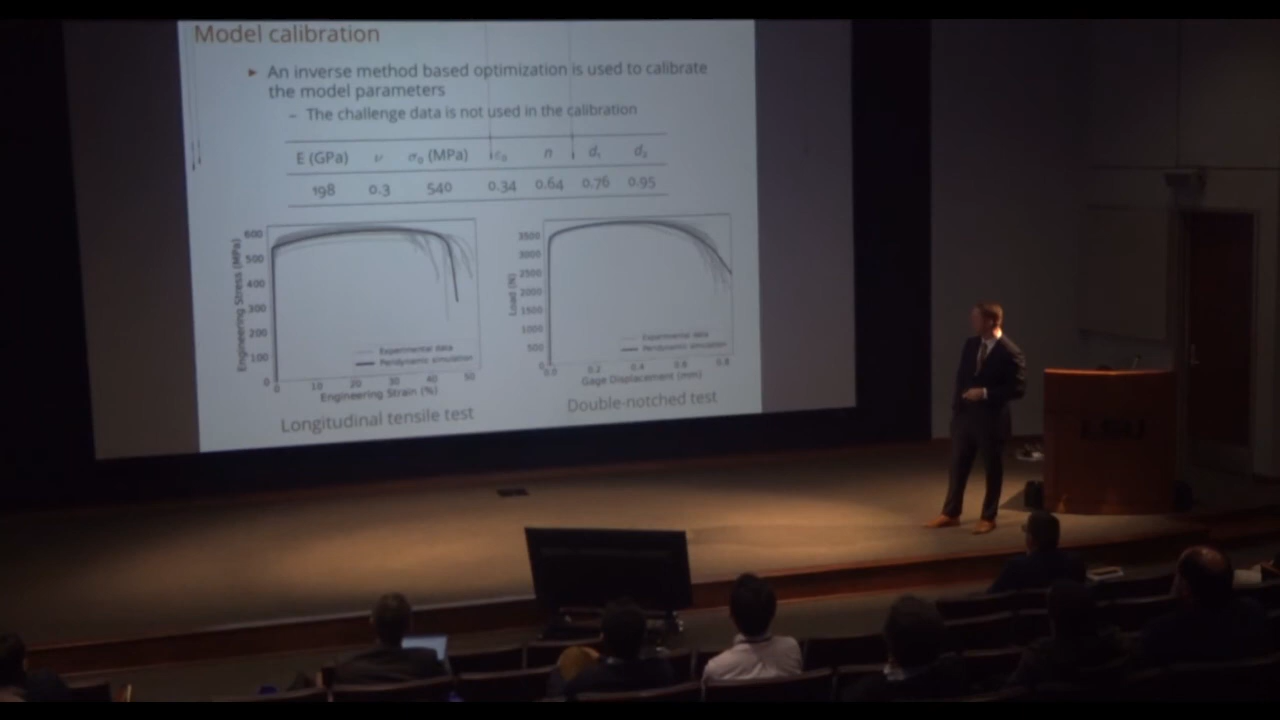 Model calibration
► An inverse method based optimization is used to calibrate
the model parameters
– The challenge data is not used in the calibration
E (GPa) ν σ₀ (MPa) ε₀ n d₁ d₂
198 0.3 540 0.34 0.64 0.76 0.95
Engineering Stress (MPa)
600
500
400
300
200
100
0
0 10 20 30 40 50
Engineering Strain (%)
Experimental data
Peridynamic simulation
Longitudinal tensile test
Load (N)
3500
3000
2500
2000
1500
1000
500
0
0.0 0.2 0.4 0.6 0.8
Gage Displacement (mm)
Experimental data
Peridynamic simulation
Double-notched test